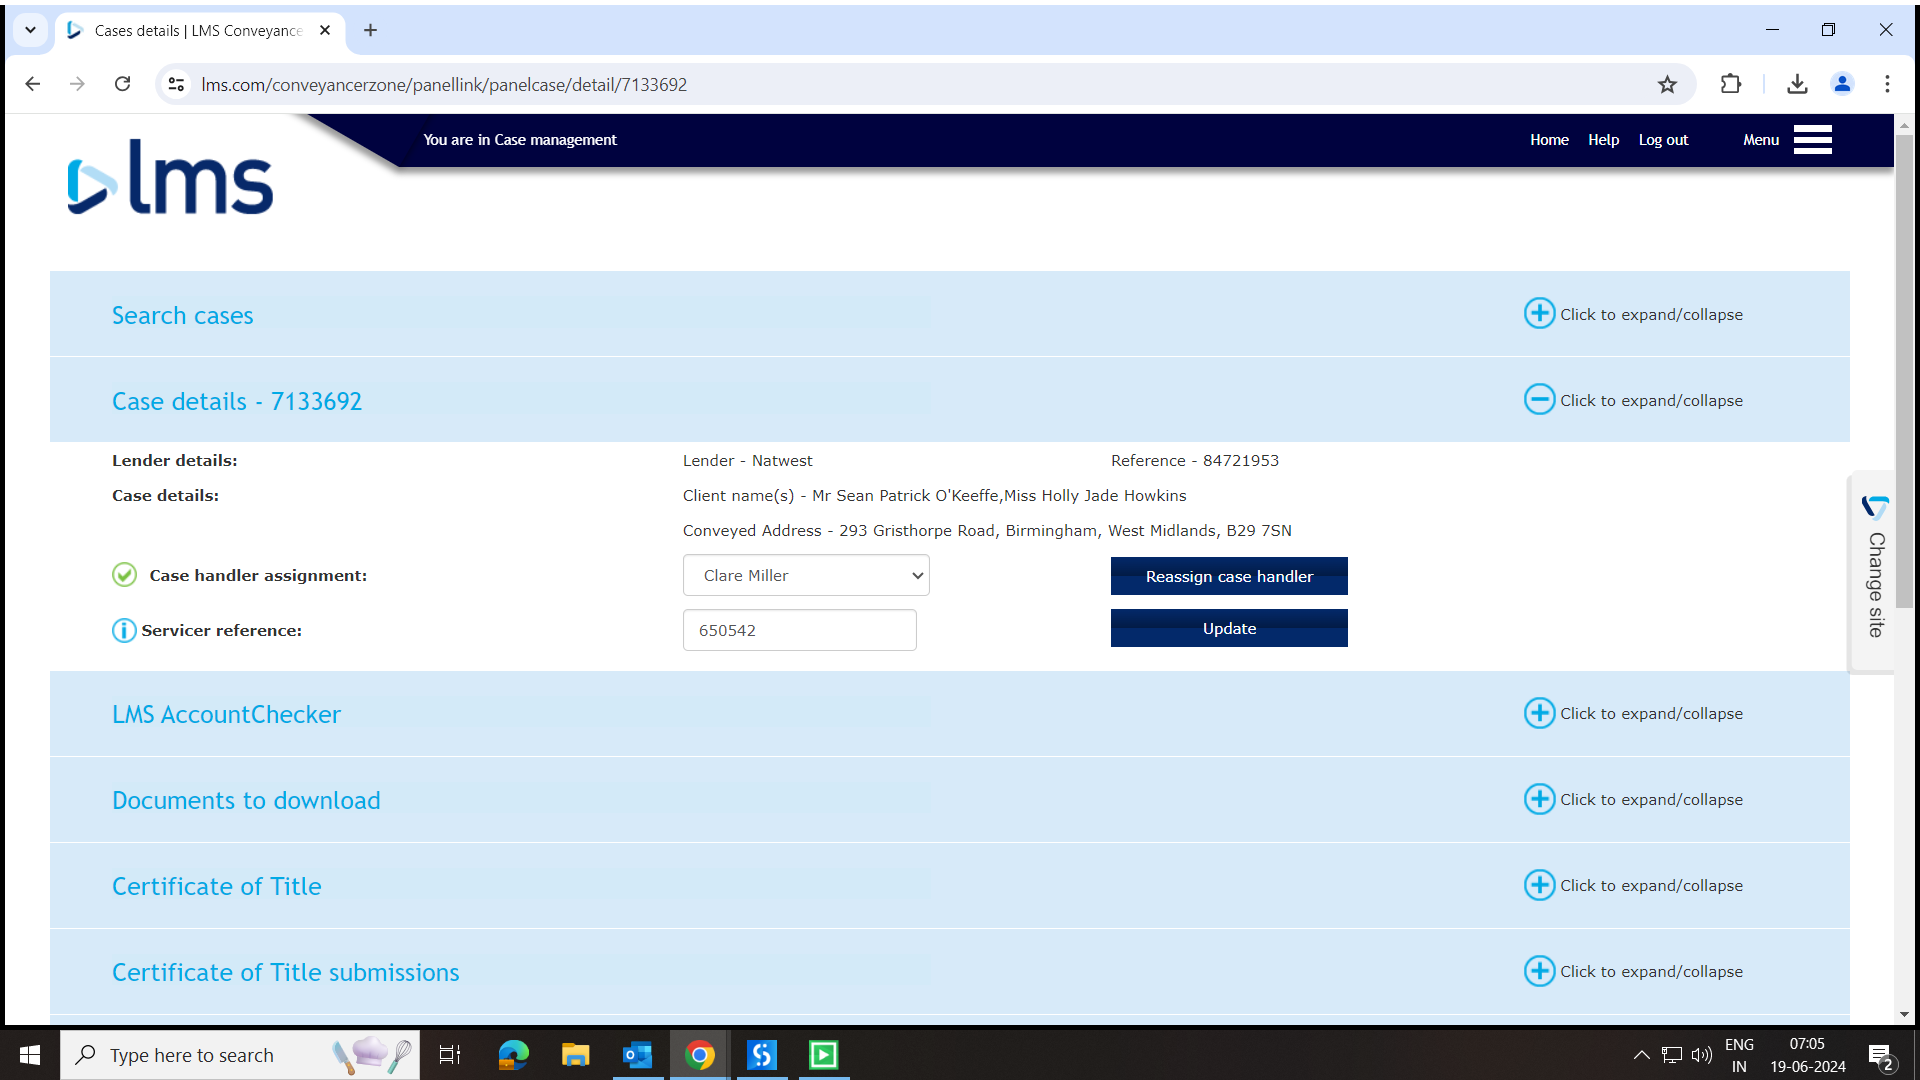 Cases details | LMS Conveyance
lms.com/conveyancerzone/panellink/panelcase/detail/7133692
You are in Case management
Home Help Log out Menu
lms
Search cases
Click to expand/collapse
Case details - 7133692
Click to expand/collapse
Lender details: Lender - Natwest Reference - 84721953
Case details: Client name(s) - Mr Sean Patrick O'Keeffe,Miss Holly Jade Howkins
Conveyed Address - 293 Gristhorpe Road, Birmingham, West Midlands, B29 7SN
Case handler assignment: Clare Miller Reassign case handler
Servicer reference: 650542 Update
Change site
LMS AccountChecker
Click to expand/collapse
Documents to download
Click to expand/collapse
Certificate of Title
Click to expand/collapse
Certificate of Title submissions
Click to expand/collapse
Type here to search
ENG
IN
07:05
19-06-2024
2